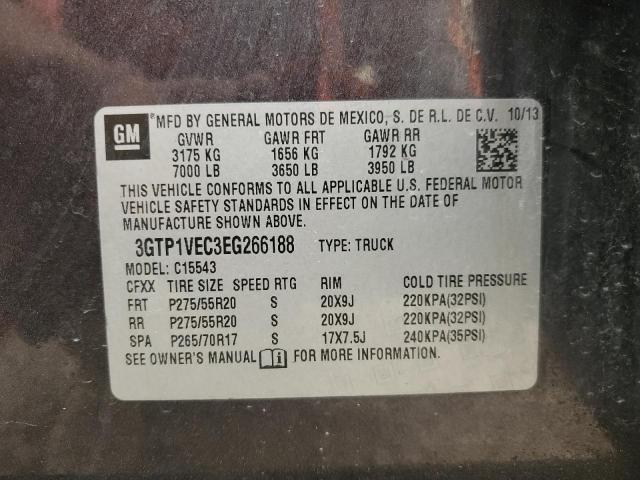 GM
®MFD BY GENERAL MOTORS DE MEXICO, S. DE R.L. DE C.V. 10/13
GVWR GAWR FRT GAWR RR
3175 KG 1656 KG 1792 KG
7000 LB 3650 LB 3950 LB
THIS VEHICLE CONFORMS TO ALL APPLICABLE U.S. FEDERAL MOTOR
VEHICLE SAFETY STANDARDS IN EFFECT ON THE DATE OF
MANUFACTURE SHOWN ABOVE.
3GTP1VEC3EG266188 TYPE: TRUCK
MODEL: C15543
CFXX TIRE SIZE SPEED RTG RIM COLD TIRE PRESSURE
FRT P275/55R20 S 20X9J 220KPA(32PSI)
RR P275/55R20 S 20X9J 220KPA(32PSI)
SPA P265/70R17 S 17X7.5J 240KPA(35PSI)
SEE OWNER'S MANUAL i FOR MORE INFORMATION.